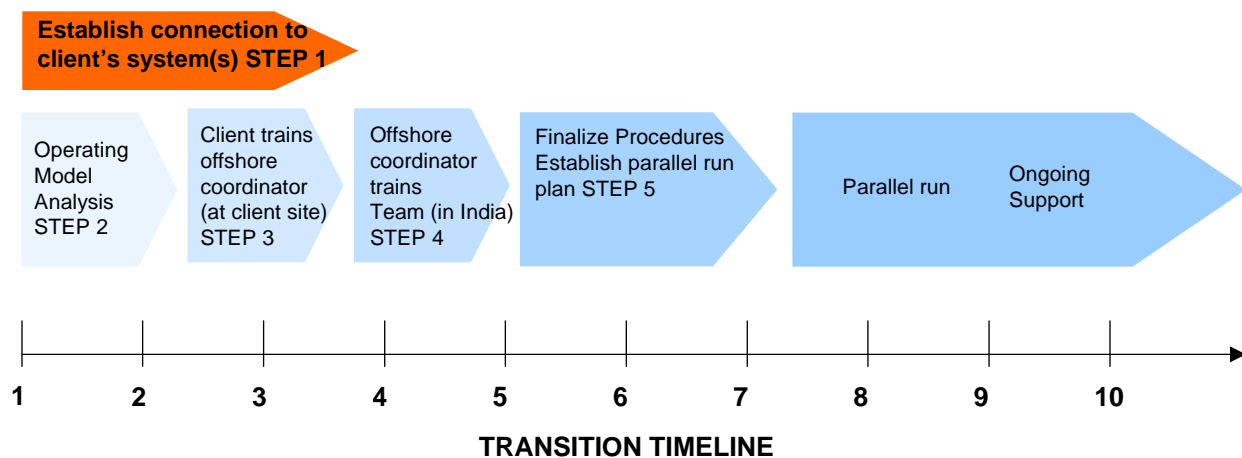 Establish connection to
client’s system(s) STEP 1
Operating
Model
Analysis
STEP 2
Client trains
offshore
coordinator
(at client site)
STEP 3
Offshore
coordinator
trains
Team (in India)
STEP 4
Finalize Procedures
Establish parallel run
plan STEP 5
Parallel run
Ongoing
Support
1 2 3 4 5 6 7 8 9 10
TRANSITION TIMELINE